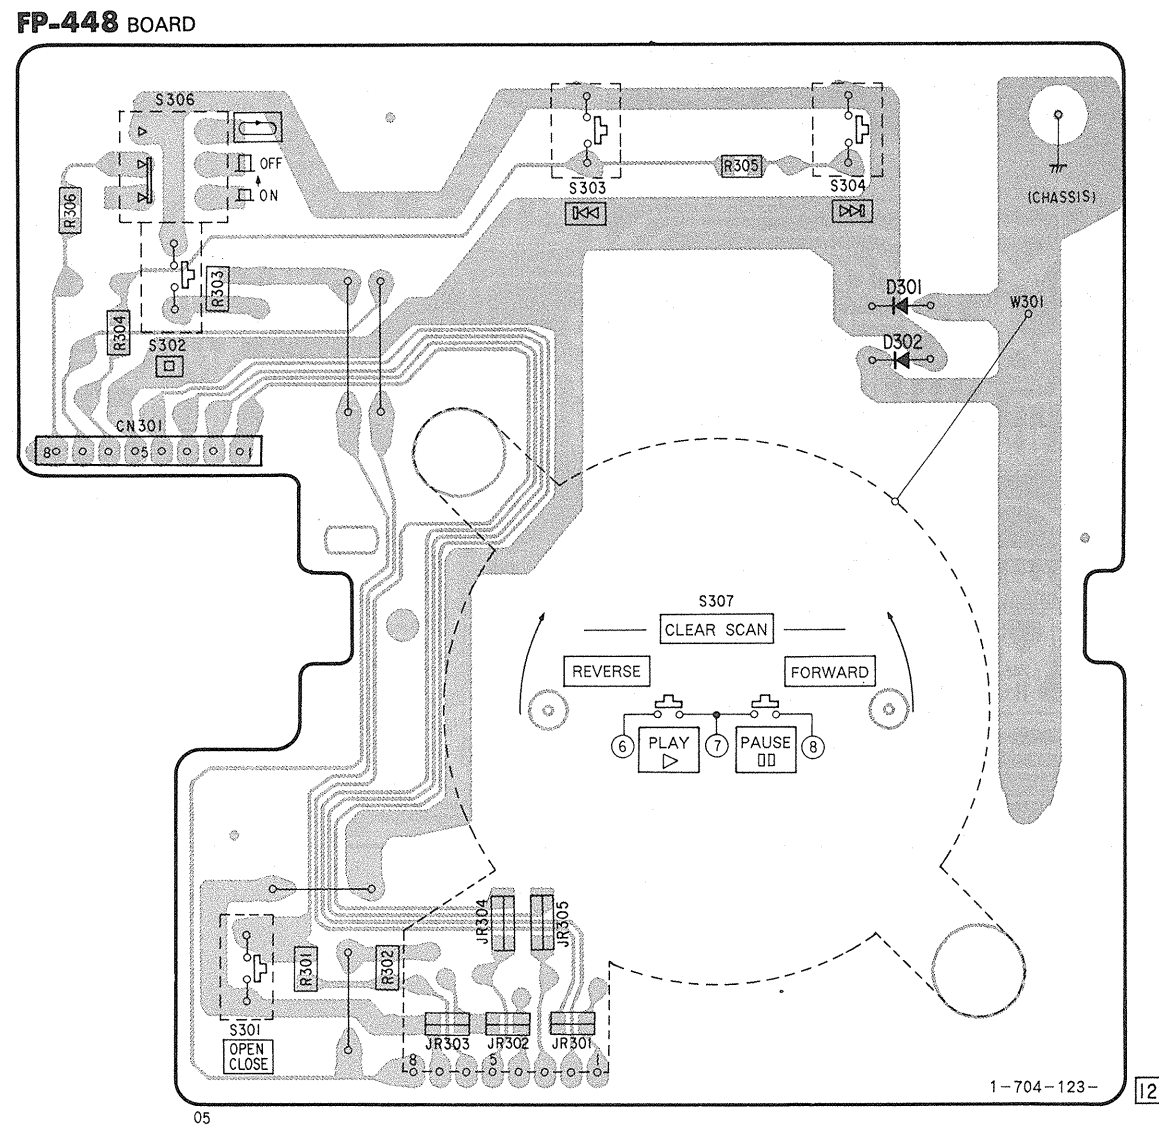 FP-448 BOARD
S306
OFF
ON
R306
S303
R305
S304
(CHASSIS)
R303
R304
S302
D301
D302
W301
CN301
8 5 1
S307
CLEAR SCAN
REVERSE
FORWARD
6 PLAY 7 PAUSE 8
JR304
JR305
R301
R302
S301
OPEN
CLOSE
JR303
JR302
JR301
8 5 1
1-704-123-
12
05